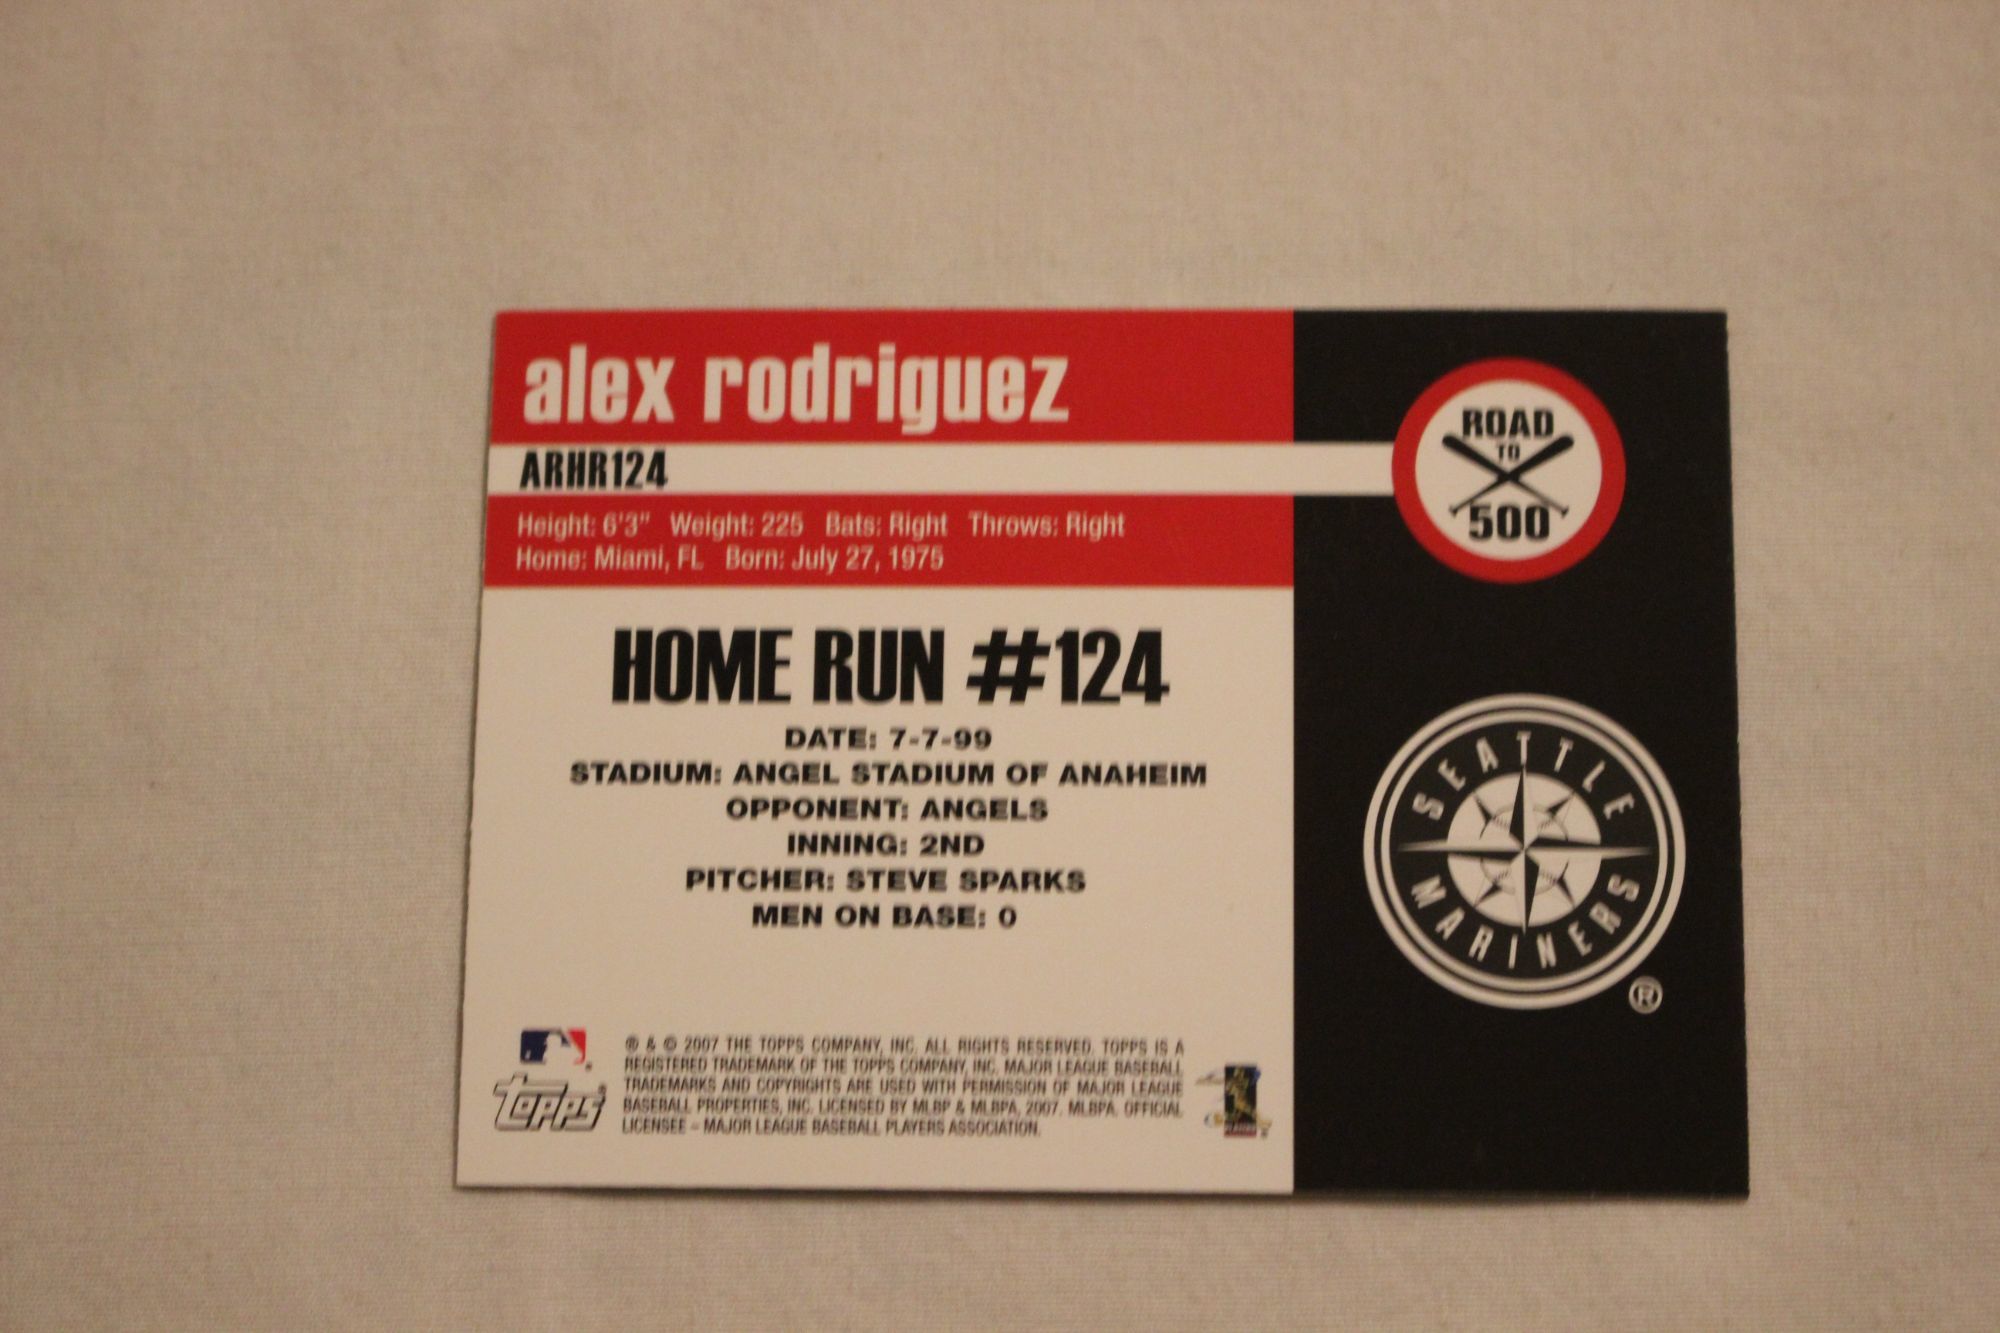 alex rodriguez
ARHR124
Height: 6'3" Weight: 225 Bats: Right Throws: Right
Home: Miami, FL Born: July 27, 1975
HOME RUN #124
DATE: 7-7-99
STADIUM: ANGEL STADIUM OF ANAHEIM
OPPONENT: ANGELS
INNING: 2ND
PITCHER: STEVE SPARKS
MEN ON BASE: 0
® & © 2007 THE TOPPS COMPANY, INC. ALL RIGHTS RESERVED. TOPPS IS A
REGISTERED TRADEMARK OF THE TOPPS COMPANY, INC. MAJOR LEAGUE BASEBALL
TRADEMARKS AND COPYRIGHTS ARE USED WITH PERMISSION OF MAJOR LEAGUE
BASEBALL PROPERTIES, INC. LICENSED BY MLBP & MLBPA, 2007. MLBPA. OFFICIAL
LICENSEE – MAJOR LEAGUE BASEBALL PLAYERS ASSOCIATION.
Topps®
ROAD
TO
500
SEATTLE
MARINERS
®